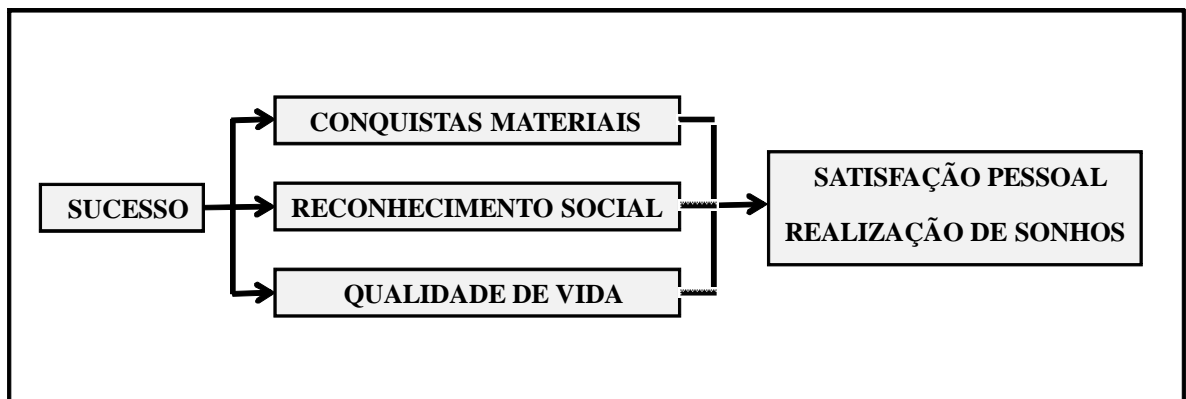 SUCESSO
CONQUISTAS MATERIAIS
RECONHECIMENTO SOCIAL
QUALIDADE DE VIDA
SATISFAÇÃO PESSOAL
REALIZAÇÃO DE SONHOS